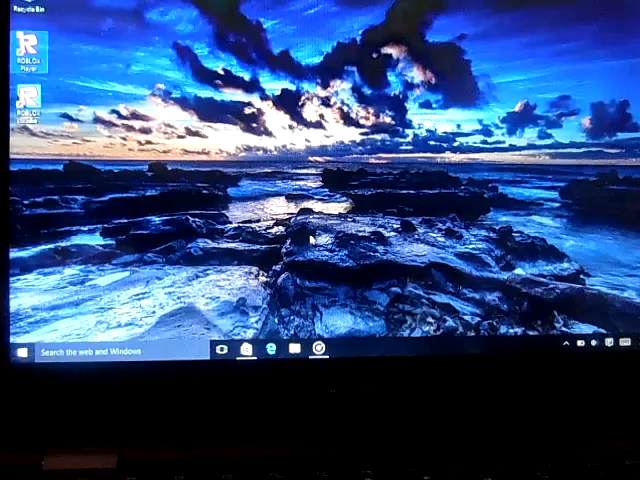 Recycle Bin
ROBLOX
Player
ROBLOX
Studio
Search the web and Windows